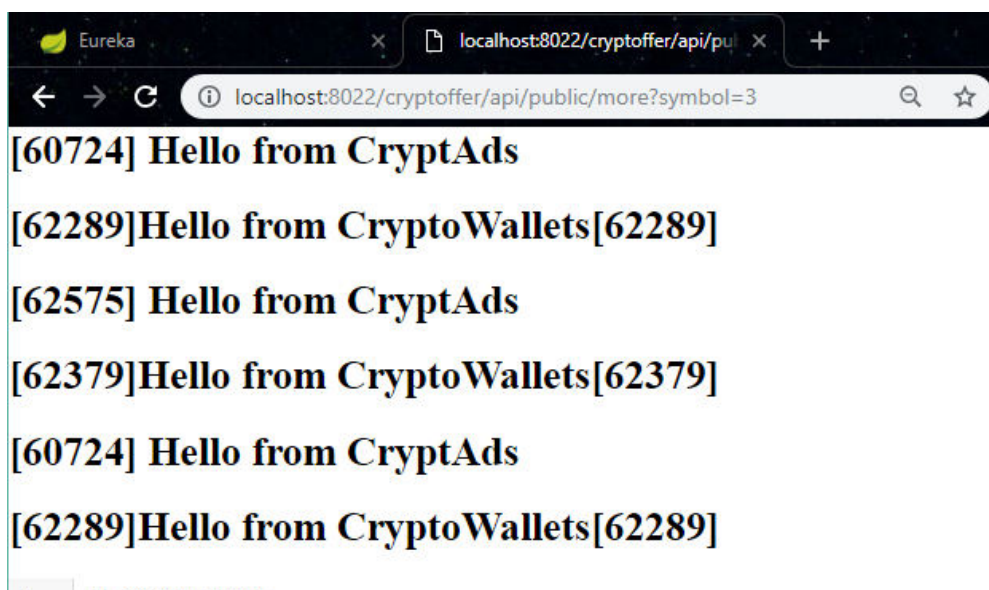 Eureka
localhost:8022/cryptoffer/api/pu
localhost:8022/cryptoffer/api/public/more?symbol=3
[60724] Hello from CryptAds
[62289]Hello from CryptoWallets[62289]
[62575] Hello from CryptAds
[62379]Hello from CryptoWallets[62379]
[60724] Hello from CryptAds
[62289]Hello from CryptoWallets[62289]